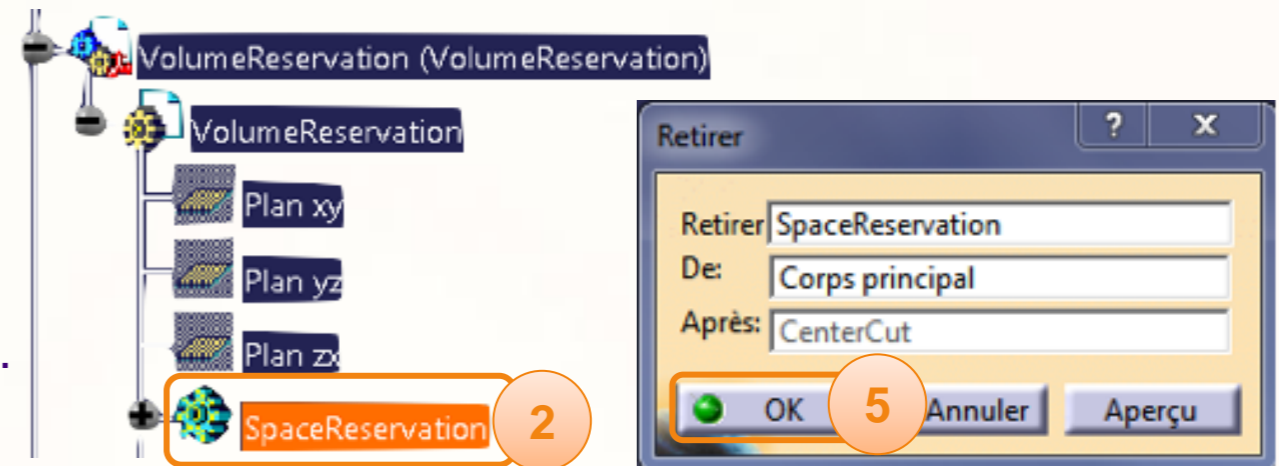 VolumeReservation (VolumeReservation)
VolumeReservation
Plan xy
Plan yz
Plan zx
.
SpaceReservation
2
Retirer
? x
Retirer SpaceReservation
De: Corps principal
Après: CenterCut
OK 5 Annuler Aperçu